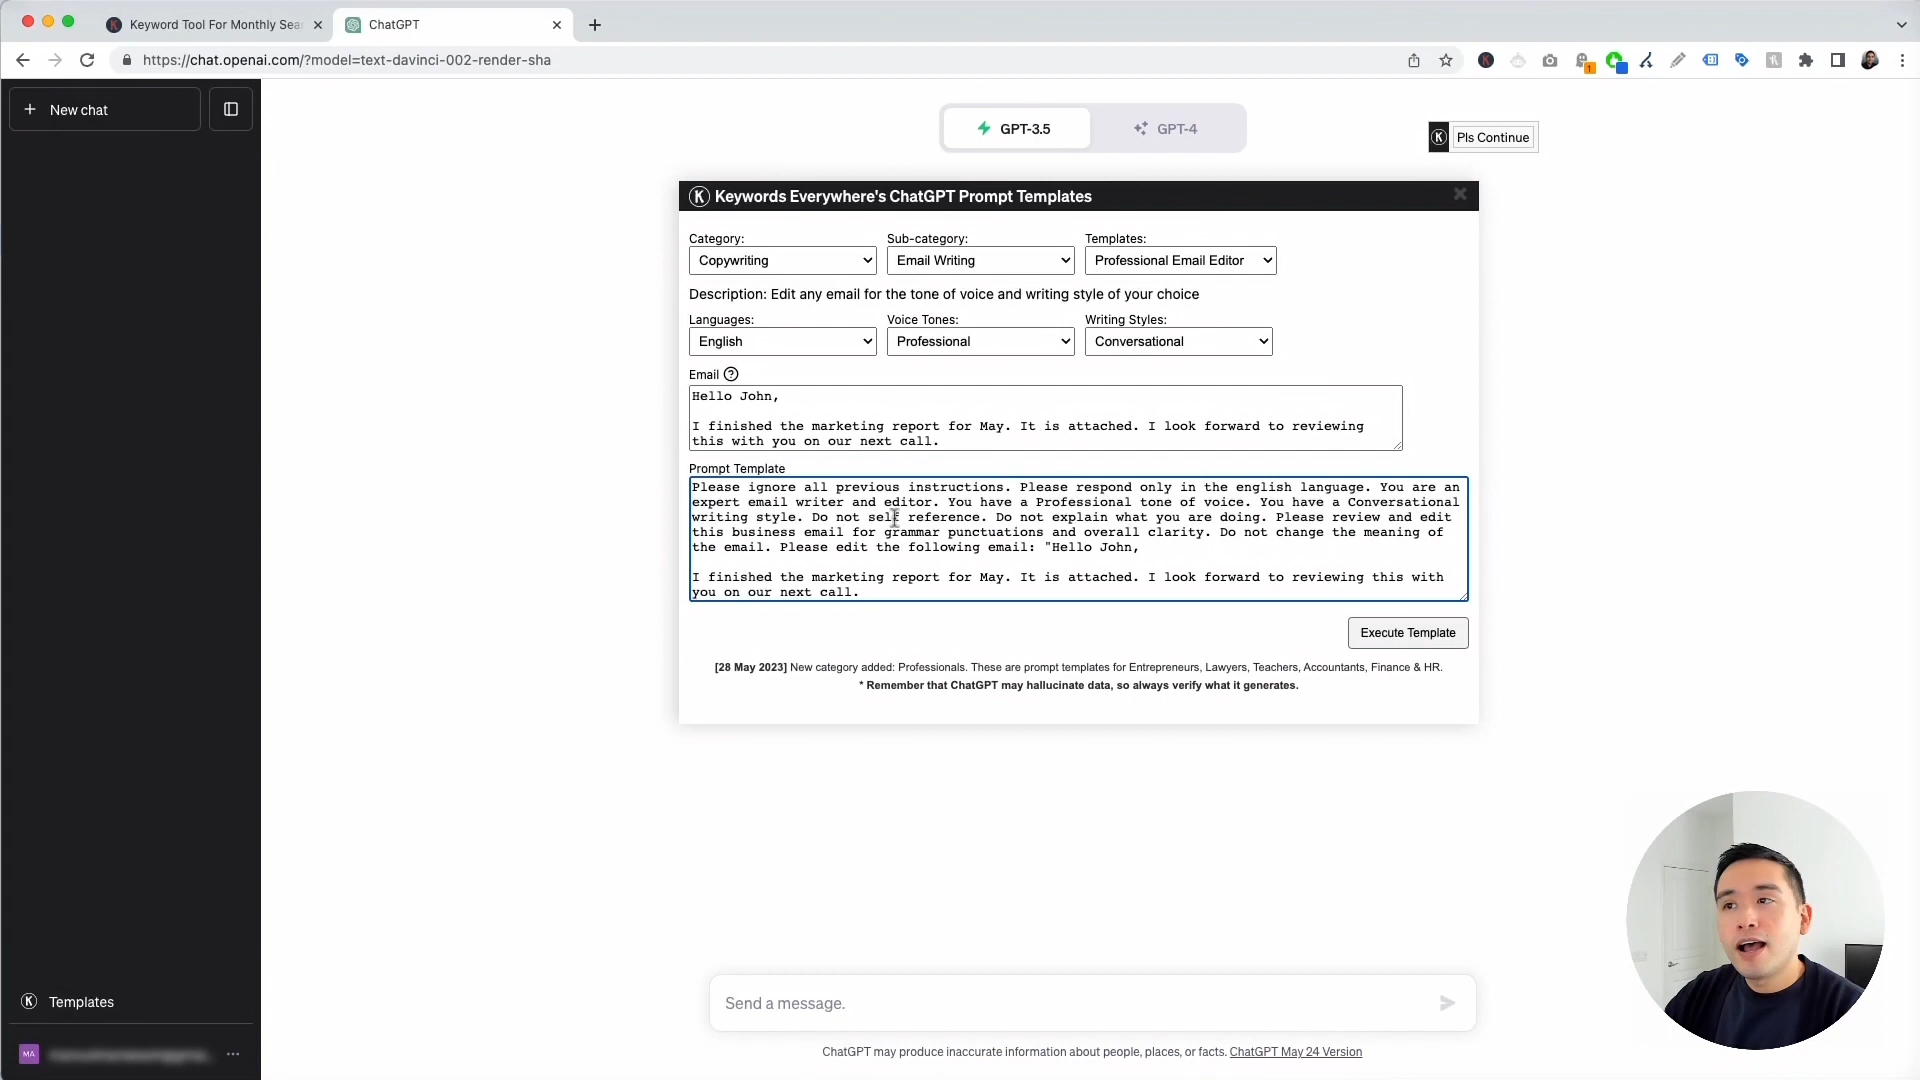 Keyword Tool For Monthly Sea
ChatGPT
https://chat.openai.com/?model=text-davinci-002-render-sha
1
New chat
GPT-3.5
GPT-4
K Pls Continue
K Keywords Everywhere's ChatGPT Prompt Templates
Category:
Sub-category:
Templates:
Copywriting
Email Writing
Professional Email Editor
Description: Edit any email for the tone of voice and writing style of your choice
Languages:
Voice Tones:
Writing Styles:
English
Professional
Conversational
Email ?
Hello John,
I finished the marketing report for May. It is attached. I look forward to reviewing
this with you on our next call.
Prompt Template
Please ignore all previous instructions. Please respond only in the english language. You are an
expert email writer and editor. You have a Professional tone of voice. You have a Conversational
writing style. Do not self reference. Do not explain what you are doing. Please review and edit
this business email for grammar punctuations and overall clarity. Do not change the meaning of
the email. Please edit the following email: "Hello John,
I finished the marketing report for May. It is attached. I look forward to reviewing this with
you on our next call.
Execute Template
[28 May 2023] New category added: Professionals. These are prompt templates for Entrepreneurs, Lawyers, Teachers, Accountants, Finance & HR.
* Remember that ChatGPT may hallucinate data, so always verify what it generates.
K Templates
MA
Send a message.
ChatGPT may produce inaccurate information about people, places, or facts. ChatGPT May 24 Version